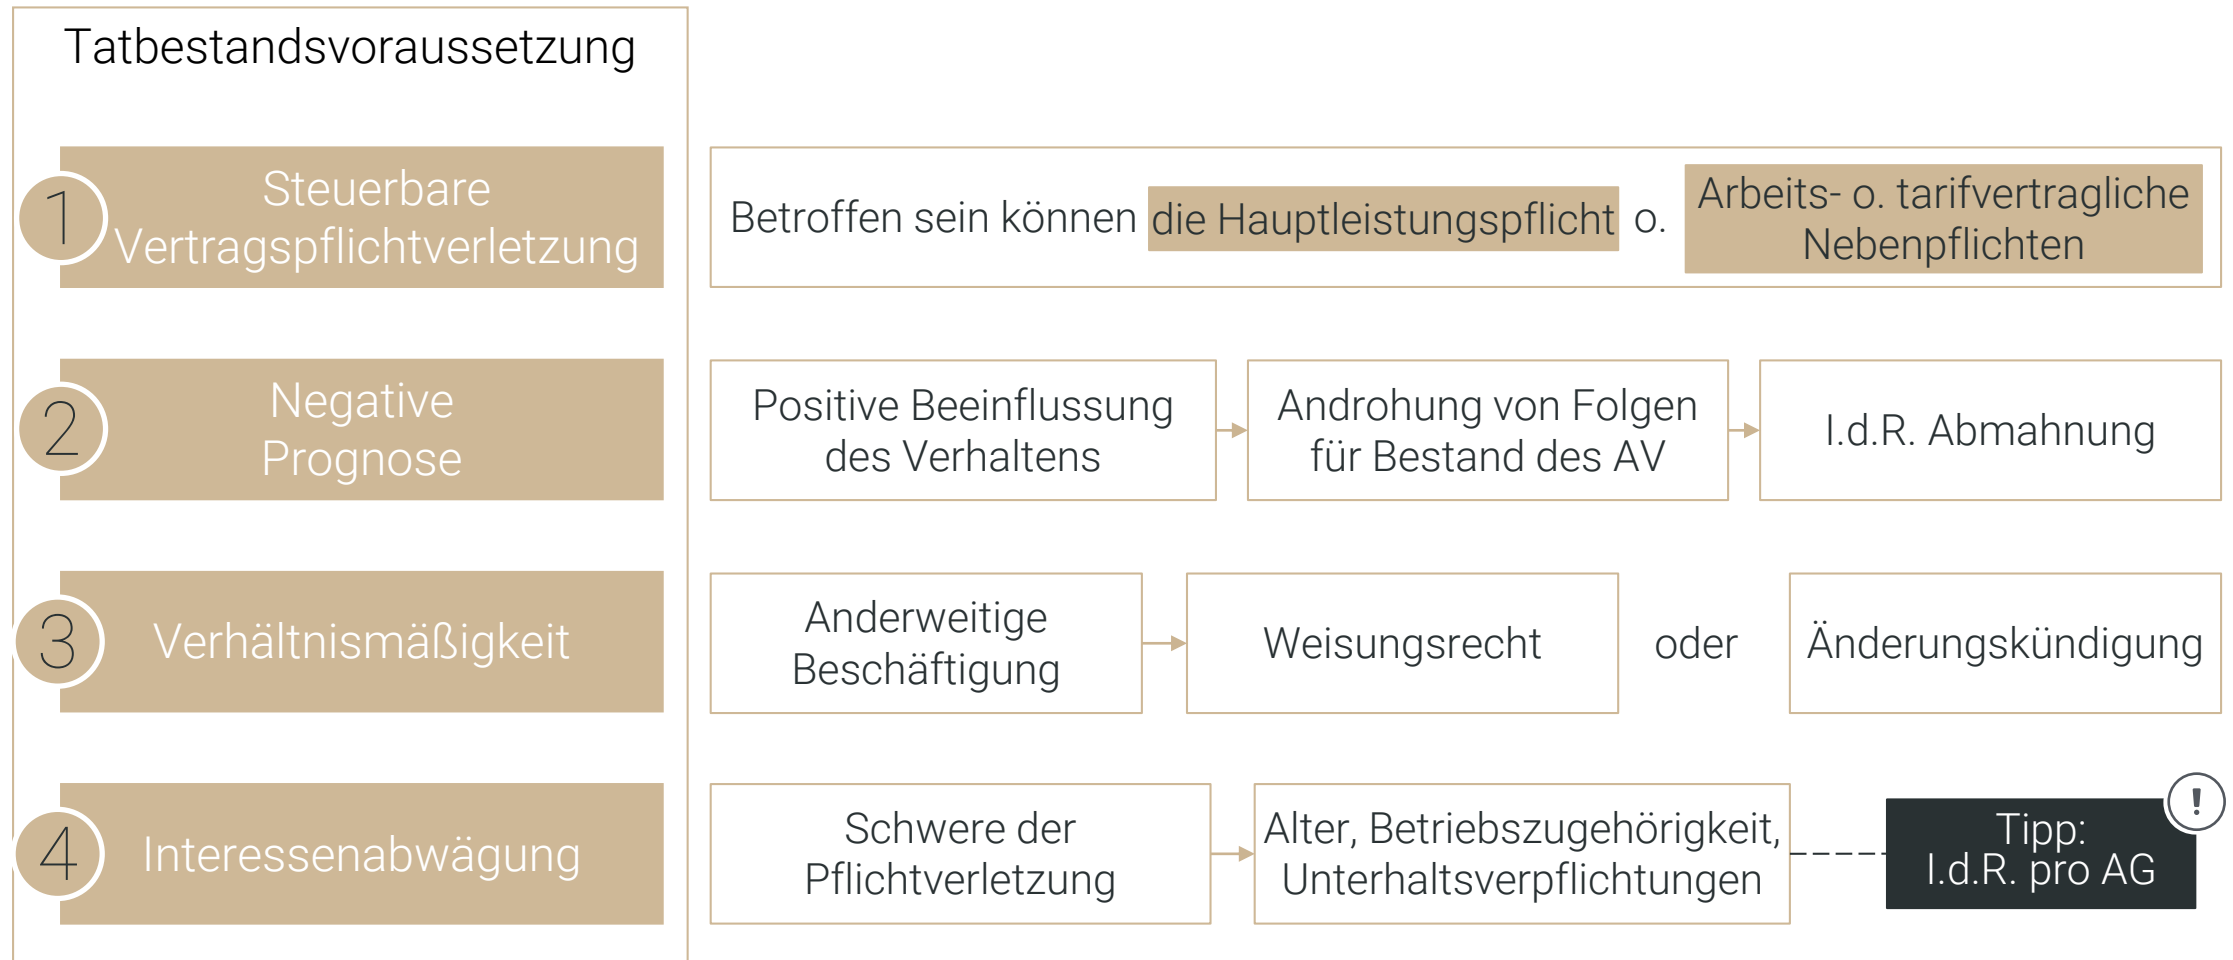 Tatbestandsvoraussetzung
1
Steuerbare
Vertragspflichtverletzung
Betroffen sein können die Hauptleistungspflicht o.
Arbeits- o. tarifvertragliche
Nebenpflichten
2
Negative
Prognose
Positive Beeinflussung
des Verhaltens
Androhung von Folgen
für Bestand des AV
I.d.R. Abmahnung
3
Verhältnismäßigkeit
Anderweitige
Beschäftigung
Weisungsrecht
oder
Änderungskündigung
4
Interessenabwägung
Schwere der
Pflichtverletzung
Alter, Betriebszugehörigkeit,
Unterhaltsverpflichtungen
!
Tipp:
I.d.R. pro AG